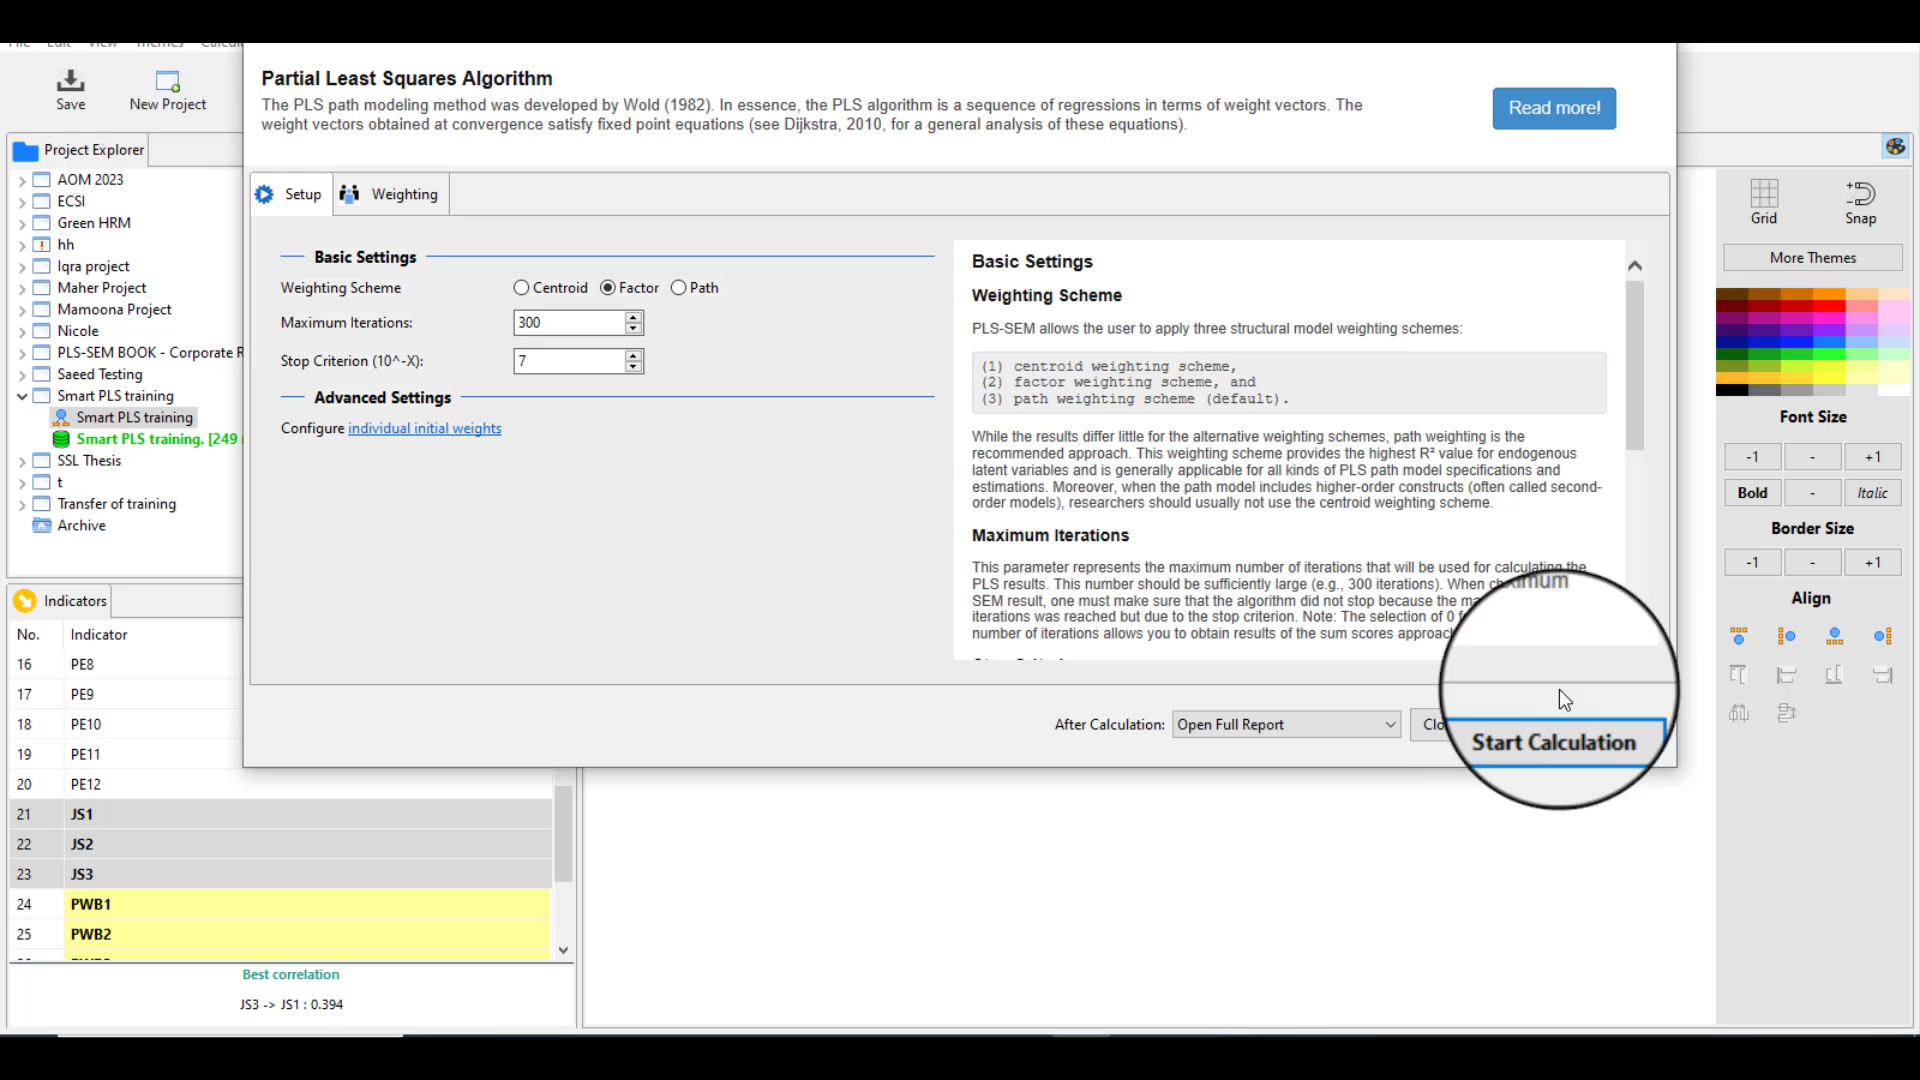 Save
New Project
Partial Least Squares Algorithm
The PLS path modeling method was developed by Wold (1982). In essence, the PLS algorithm is a sequence of regressions in terms of weight vectors. The
weight vectors obtained at convergence satisfy fixed point equations (see Dijkstra, 2010, for a general analysis of these equations).
Read more!
Project Explorer
AOM 2023
ECSI
Green HRM
hh
Iqra project
Maher Project
Mamoona Project
Nicole
PLS-SEM BOOK - Corporate R
Saeed Testing
Smart PLS training
Smart PLS training
Smart PLS training. [249
SSL Thesis
t
Transfer of training
Archive
Setup
Weighting
Basic Settings
Weighting Scheme
Centroid
Factor
Path
Maximum Iterations:
300
Stop Criterion (10^-X):
7
Advanced Settings
Configure individual initial weights
Basic Settings
Weighting Scheme
PLS-SEM allows the user to apply three structural model weighting schemes:
(1) centroid weighting scheme,
(2) factor weighting scheme, and
(3) path weighting scheme (default).
While the results differ little for the alternative weighting schemes, path weighting is the
recommended approach. This weighting scheme provides the highest R² value for endogenous
latent variables and is generally applicable for all kinds of PLS path model specifications and
estimations. Moreover, when the path model includes higher-order constructs (often called second-
order models), researchers should usually not use the centroid weighting scheme.
Maximum Iterations
This parameter represents the maximum number of iterations that will be used for calculating the
PLS results. This number should be sufficiently large (e.g., 300 iterations). When
SEM result, one must make sure that the algorithm did not stop because the
iterations was reached but due to the stop criterion. Note: The selection of 0
number of iterations allows you to obtain results of the sum scores
After Calculation:
Open Full Report
Start Calculation
Indicators
No.
Indicator
16 PE8
17 PE9
18 PE10
19 PE11
20 PE12
21 JS1
22 JS2
23 JS3
24 PWB1
25 PWB2
Best correlation
JS3 -> JS1 : 0.394
Grid
Snap
More Themes
Font Size
-1
-
+1
Bold
-
Italic
Border Size
-1
-
+1
Align